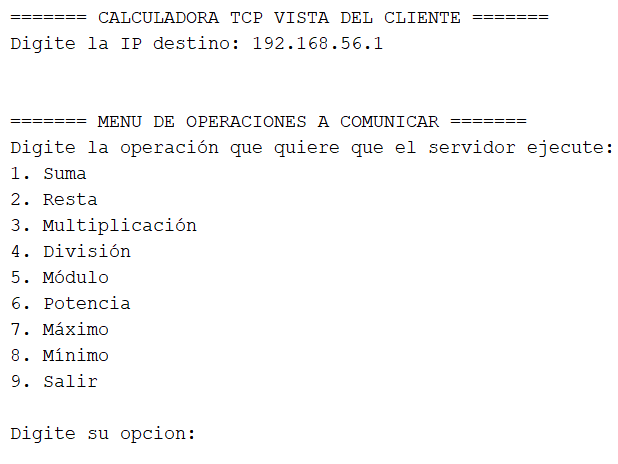 ======= CALCULADORA TCP VISTA DEL CLIENTE =======
Digite la IP destino: 192.168.56.1
======= MENU DE OPERACIONES A COMUNICAR =======
Digite la operación que quiere que el servidor ejecute:
1. Suma
2. Resta
3. Multiplicación
4. División
5. Módulo
6. Potencia
7. Máximo
8. Mínimo
9. Salir
Digite su opcion: